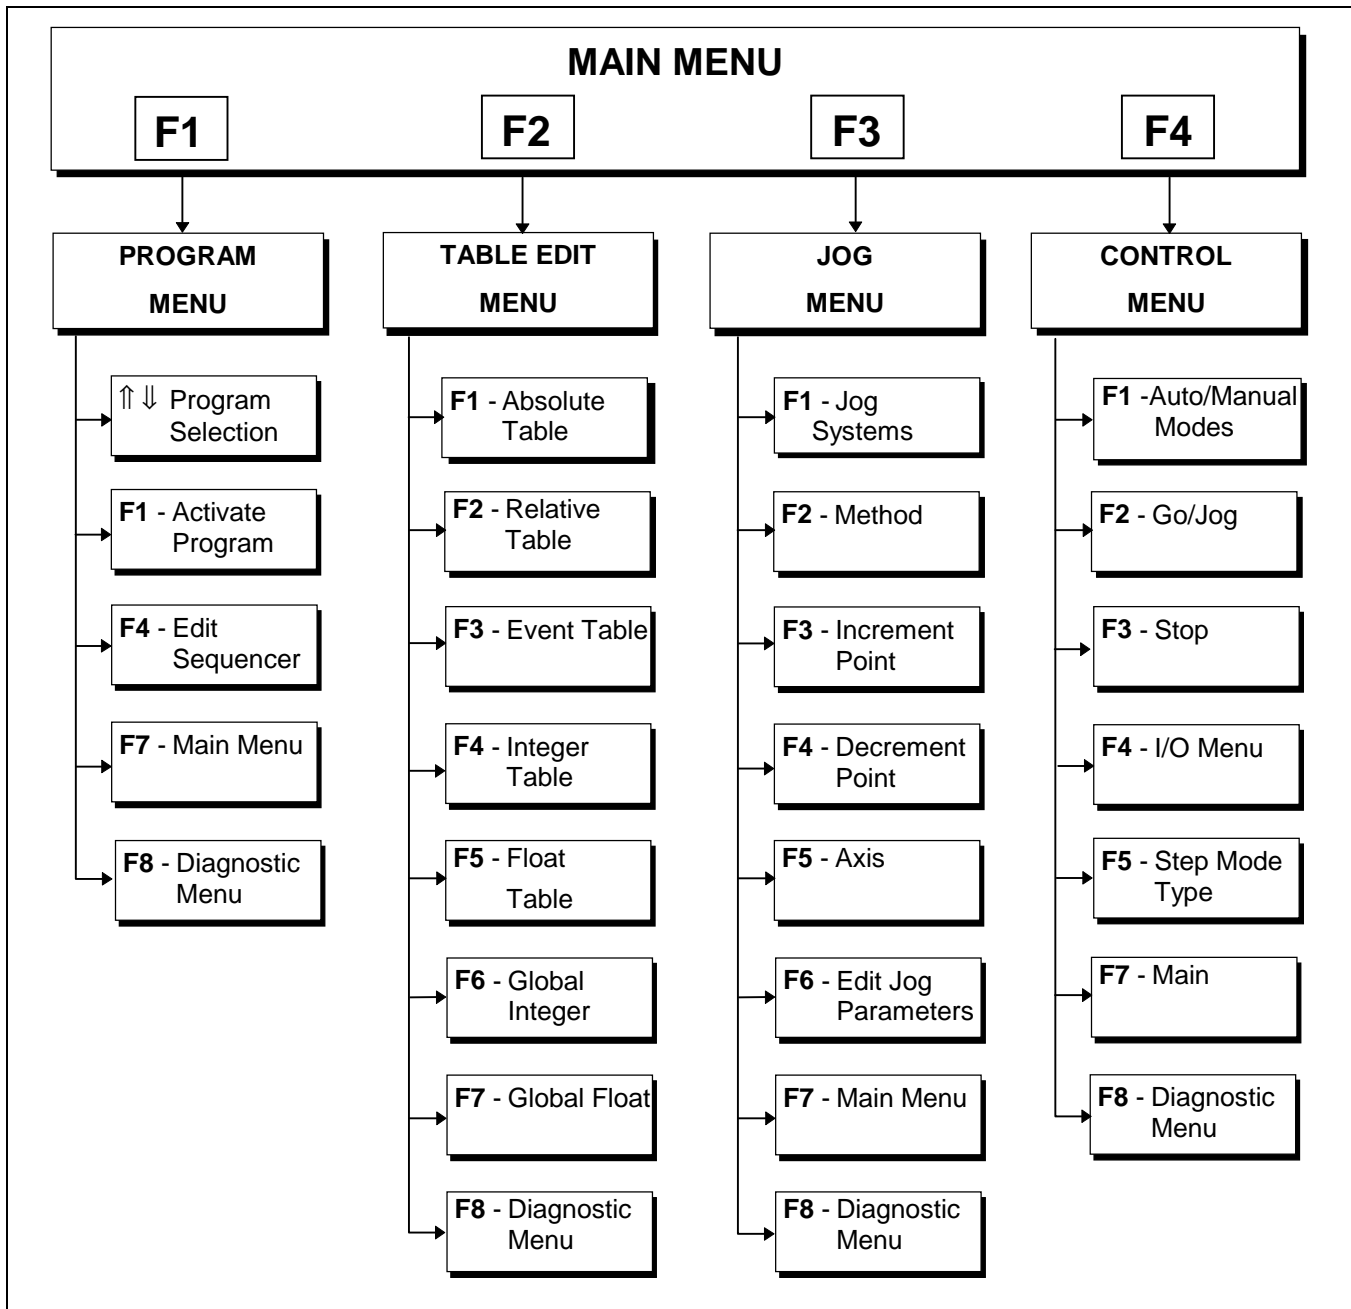 MAIN MENU
F1
F2
F3
F4
PROGRAM
MENU
⇑⇓ Program
Selection
F1 - Activate
Program
F4 - Edit
Sequencer
F7 - Main Menu
F8 - Diagnostic
Menu
TABLE EDIT
MENU
F1 - Absolute
Table
F2 - Relative
Table
F3 - Event Table
F4 - Integer
Table
F5 - Float
Table
F6 - Global
Integer
F7 - Global Float
F8 - Diagnostic
Menu
JOG
MENU
F1 - Jog
Systems
F2 - Method
F3 - Increment
Point
F4 - Decrement
Point
F5 - Axis
F6 - Edit Jog
Parameters
F7 - Main Menu
F8 - Diagnostic
Menu
CONTROL
MENU
F1 -Auto/Manual
Modes
F2 - Go/Jog
F3 - Stop
F4 - I/O Menu
F5 - Step Mode
Type
F7 - Main
F8 - Diagnostic
Menu